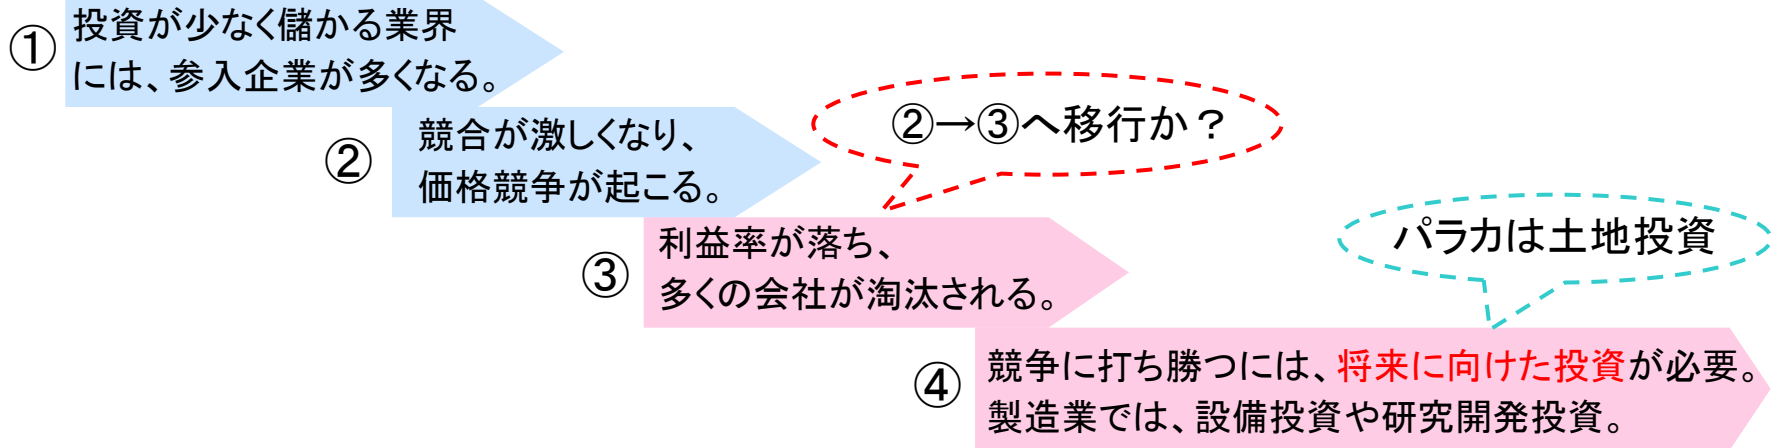 ①
投資が少なく儲かる業界
には、参入企業が多くなる。
②
競合が激しくなり、
価格競争が起こる。
②→③へ移行か？
③
利益率が落ち、
多くの会社が淘汰される。
パラカは土地投資
④
競争に打ち勝つには、将来に向けた投資が必要。
製造業では、設備投資や研究開発投資。